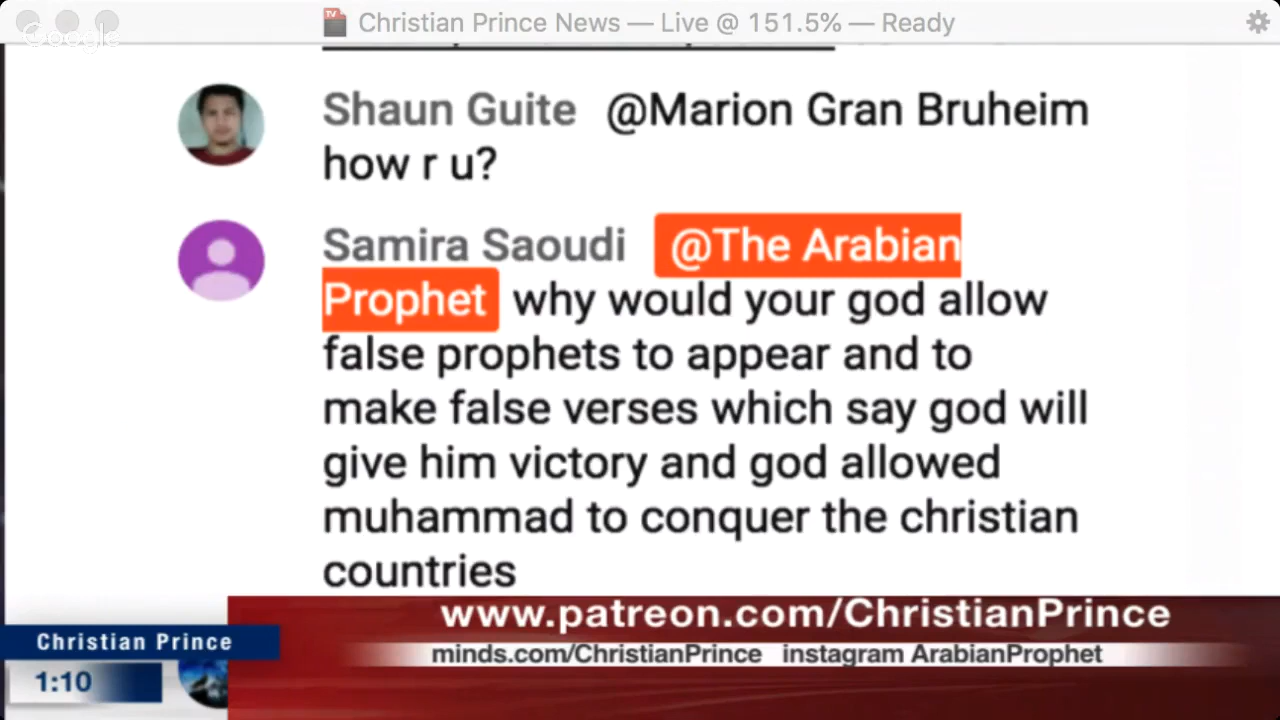 Christian Prince News — Live @ 151.5% — Ready
Google
Shaun Guite @Marion Gran Bruheim
how r u?
Samira Saoudi @The Arabian
Prophet why would your god allow
false prophets to appear and to
make false verses which say god will
give him victory and god allowed
muhammad to conquer the christian
countries
www.patreon.com/ChristianPrince
Christian Prince
minds.com/ChristianPrince instagram ArabianProphet
1:10